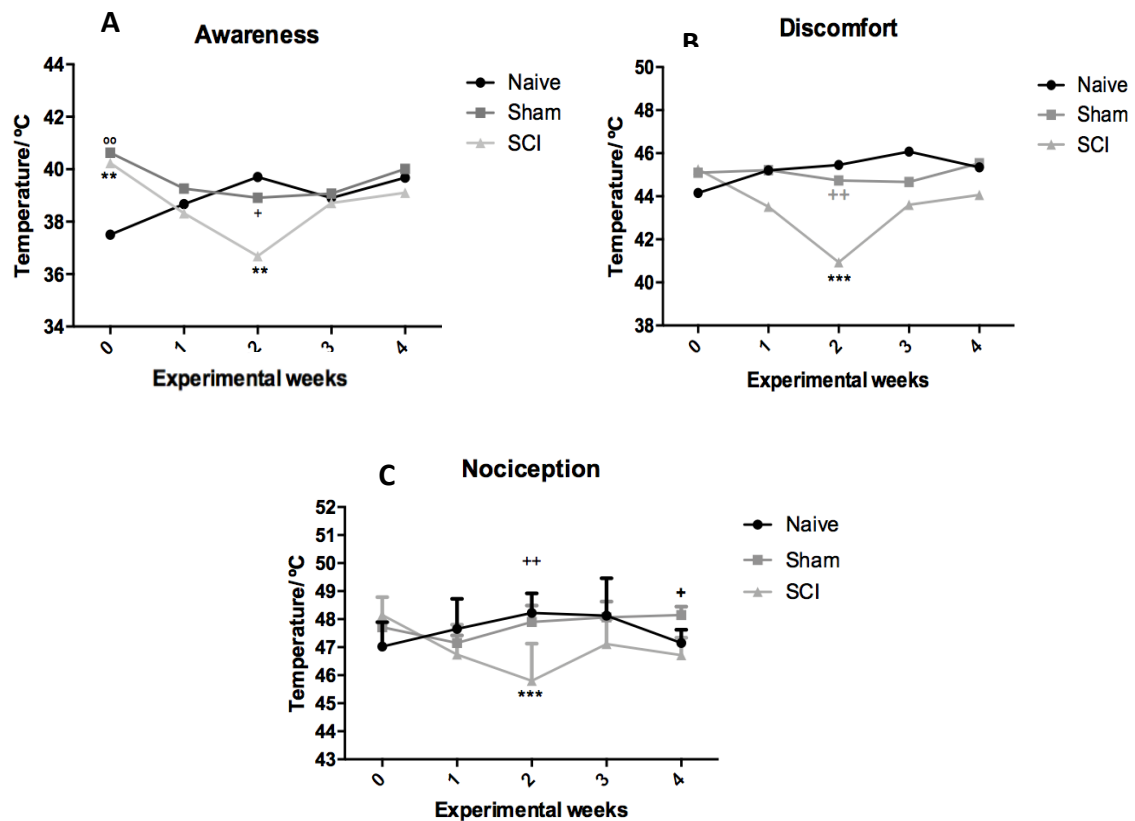 A
Awareness
44
42
40
38
36
34
Temperature/ ºC
oo
**
+
**
0
1
2
3
4
Experimental weeks
Naive
Sham
SCI
B
Discomfort
50
48
46
44
42
40
38
Temperature/ ºC
++
***
0
1
2
3
4
Experimental weeks
Naive
Sham
SCI
C
Nociception
52
51
50
49
48
47
46
45
44
43
Temperature/ ºC
++
+
***
0
1
2
3
4
Experimental weeks
Naive
Sham
SCI